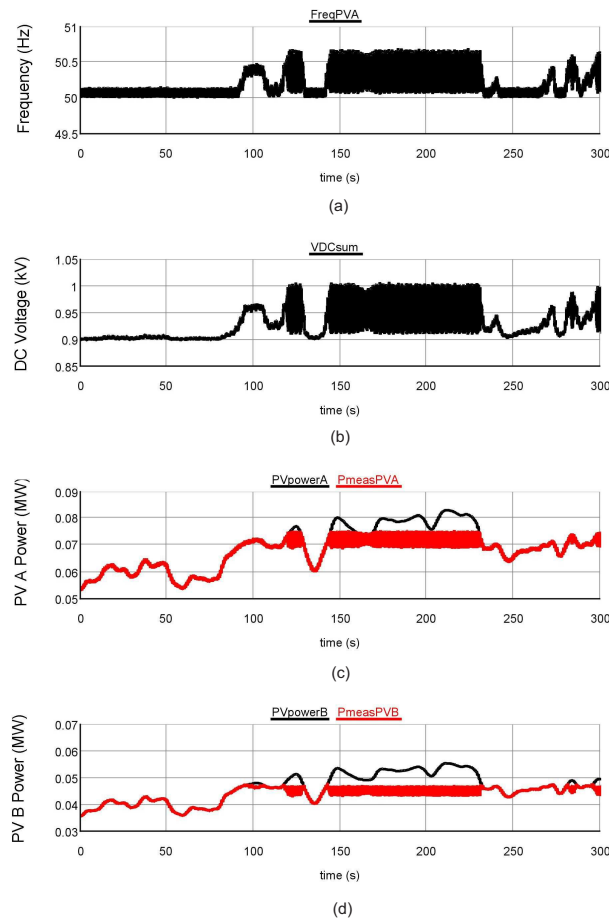 FreqPVA
Frequency (Hz)
51
50.5
50
49.5
0 50 100 150 200 250 300
time (s)
(a)
VDCsum
DC Voltage (kV)
1.05
1
0.95
0.9
0.85
0 50 100 150 200 250 300
time (s)
(b)
PVpowerA PmeasPVA
PV A Power (MW)
0.09
0.08
0.07
0.06
0.05
0 50 100 150 200 250 300
time (s)
(c)
PVpowerB PmeasPVB
PV B Power (MW)
0.07
0.06
0.05
0.04
0.03
0 50 100 150 200 250 300
time (s)
(d)